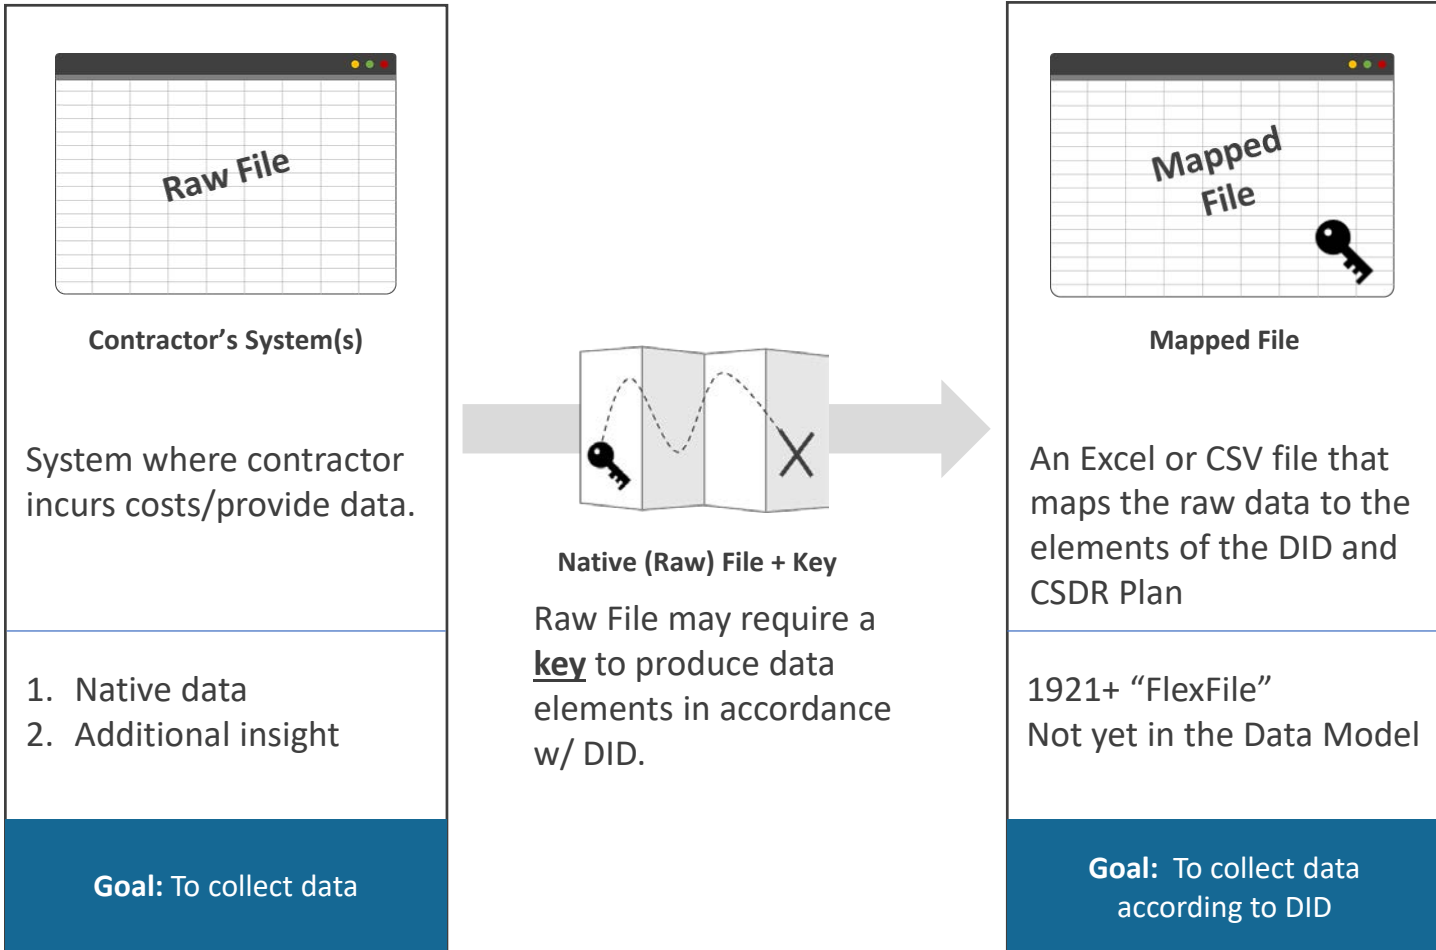 Raw File
Contractor’s System(s)
System where contractor
incurs costs/provide data.
1. Native data
2. Additional insight
Goal: To collect data
Native (Raw) File + Key
Raw File may require a
key to produce data
elements in accordance
w/ DID.
Mapped
File
Mapped File
An Excel or CSV file that
maps the raw data to the
elements of the DID and
CSDR Plan
1921+ “FlexFile”
Not yet in the Data Model
Goal: To collect data
according to DID